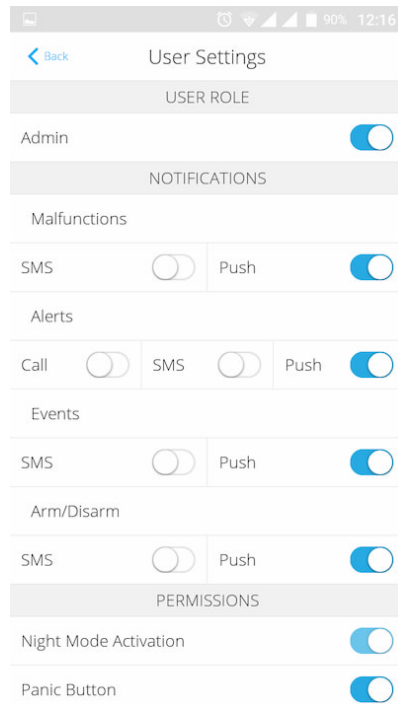 90% 12:16
Back User Settings
USER ROLE
Admin
NOTIFICATIONS
Malfunctions
SMS Push
Alerts
Call SMS Push
Events
SMS Push
Arm/Disarm
SMS Push
PERMISSIONS
Night Mode Activation
Panic Button